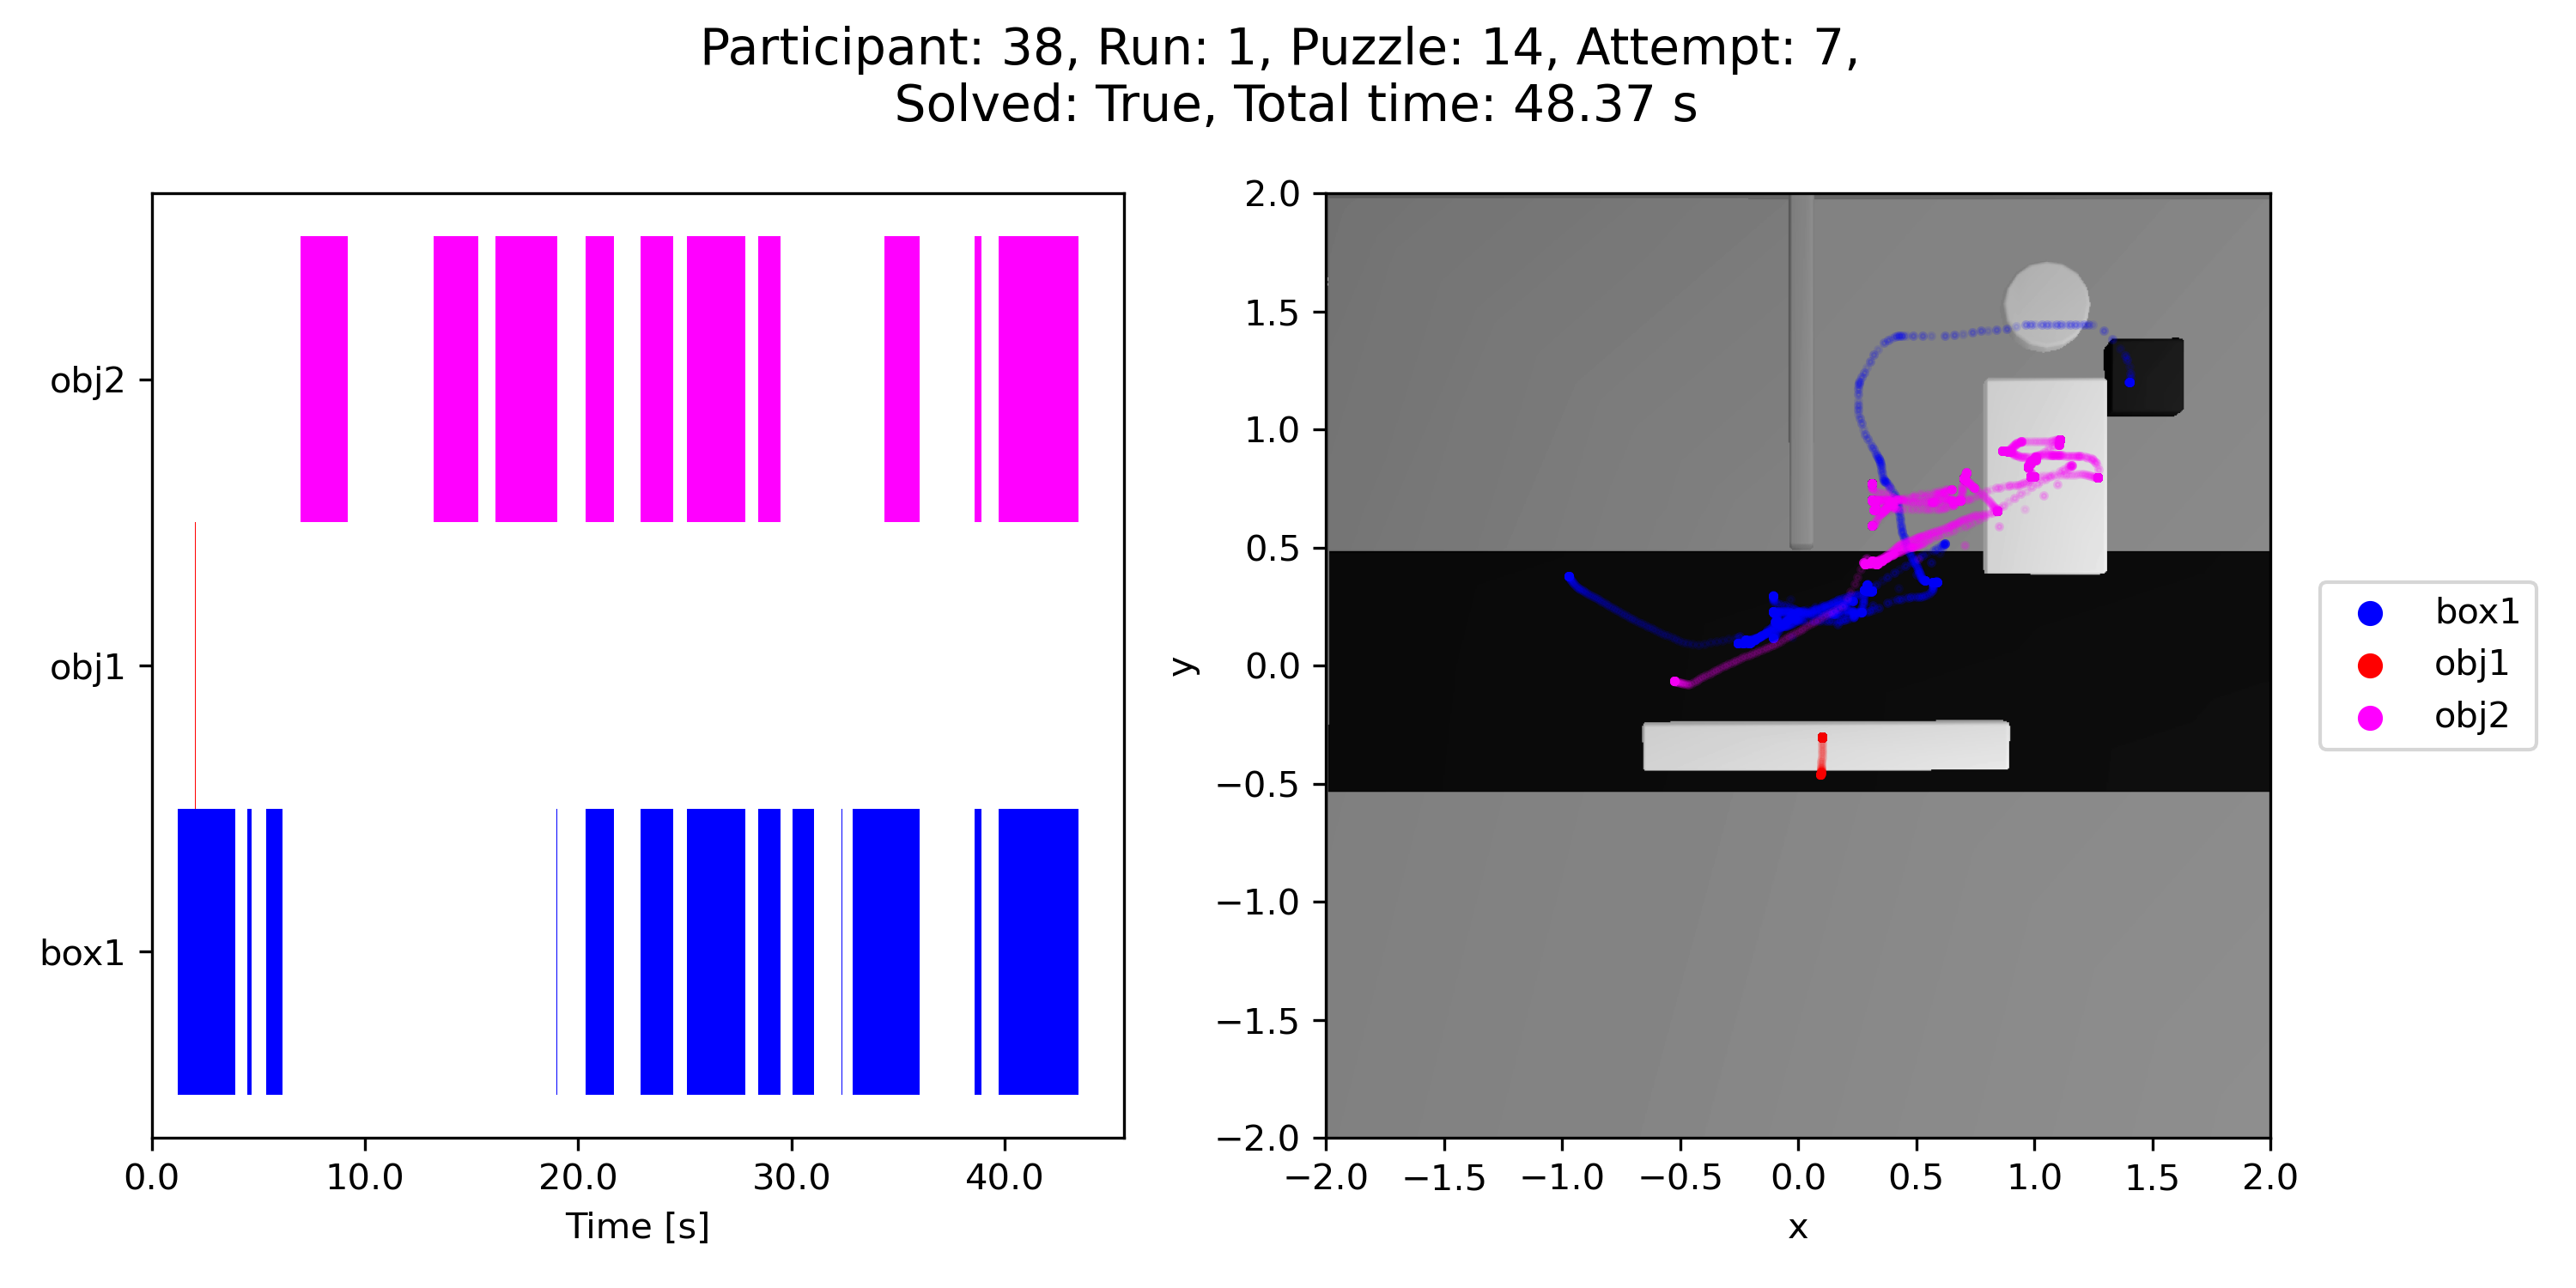 Participant: 38, Run: 1, Puzzle: 14, Attempt: 7,
Solved: True, Total time: 48.37 s
obj2
obj1
box1
0.0 10.0 20.0 30.0 40.0
Time [s]
2.0
1.5
1.0
0.5
0.0
−0.5
−1.0
−1.5
−2.0
y
−2.0 −1.5 −1.0 −0.5 0.0 0.5 1.0 1.5 2.0
x
box1
obj1
obj2